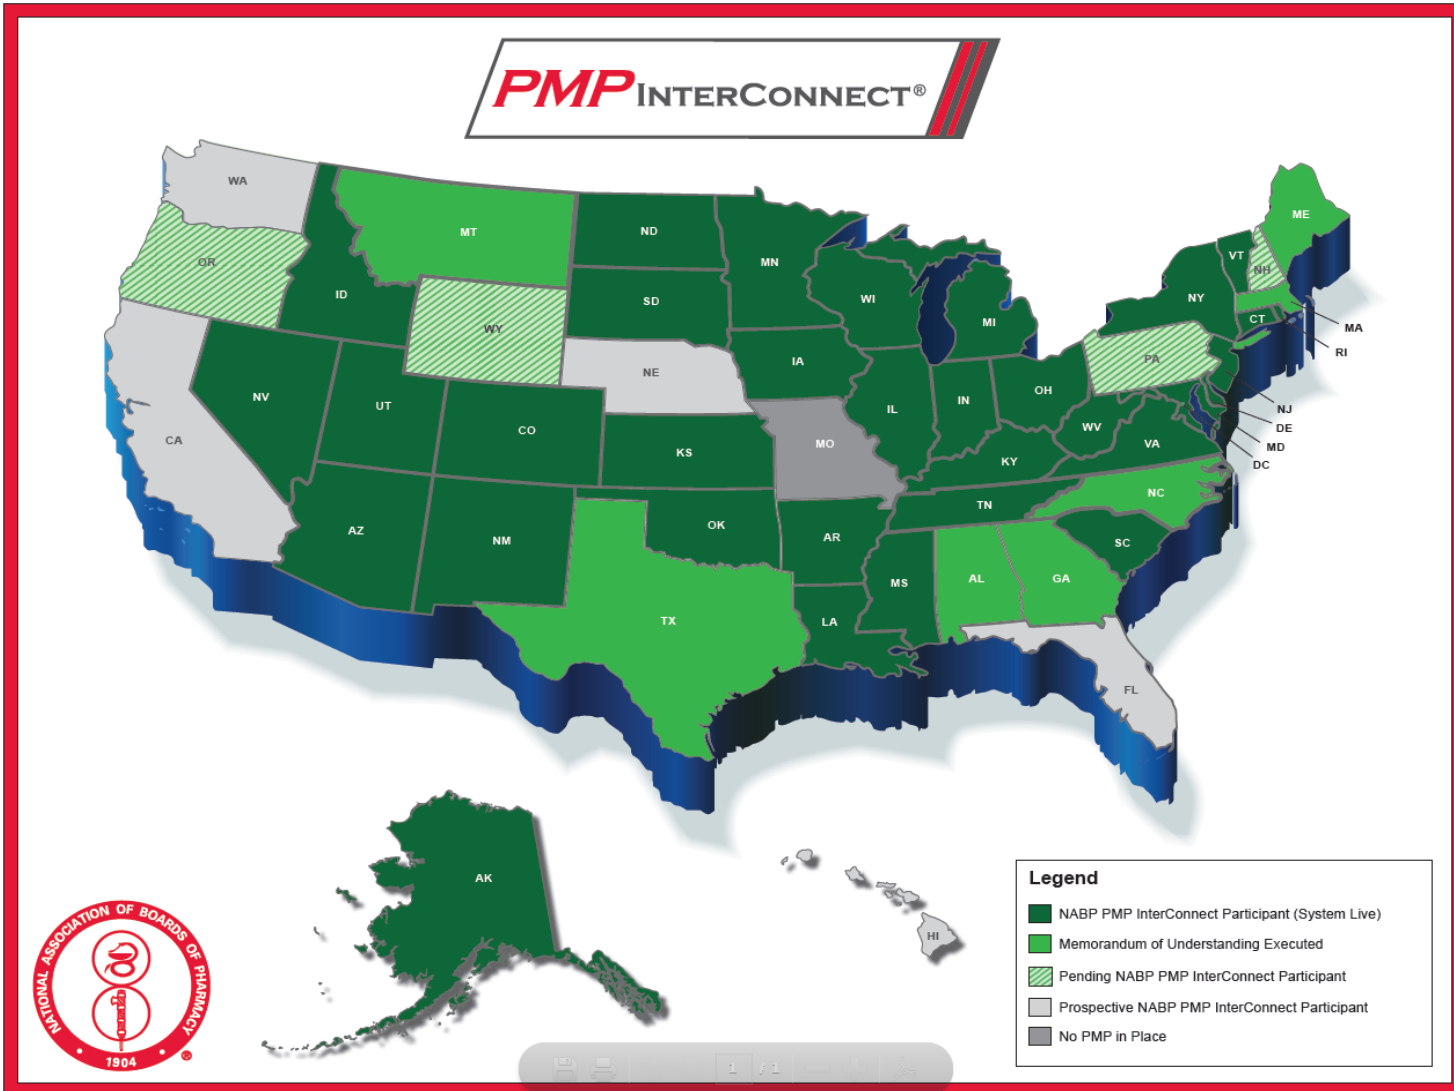 PMP INTERCONNECT®
WA
MT
ND
MN
ME
OR
ID
SD
WI
MI
VT
NH
NY
MA
CT
RI
WY
NE
IA
PA
NV
UT
CO
IL
IN
OH
NJ
DE
MD
DC
CA
KS
MO
KY
WV
VA
AZ
NM
OK
AR
TN
NC
SC
MS
AL
GA
TX
LA
FL
AK
HI
Legend
NABP PMP InterConnect Participant (System Live)
Memorandum of Understanding Executed
Pending NABP PMP InterConnect Participant
Prospective NABP PMP InterConnect Participant
No PMP in Place
NATIONAL ASSOCIATION OF BOARDS OF PHARMACY
1904
®
1 / 1